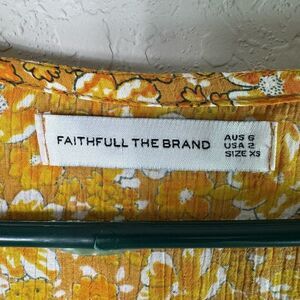 FAITHFULL THE BRAND
AUS 6
USA 2
SIZE XS